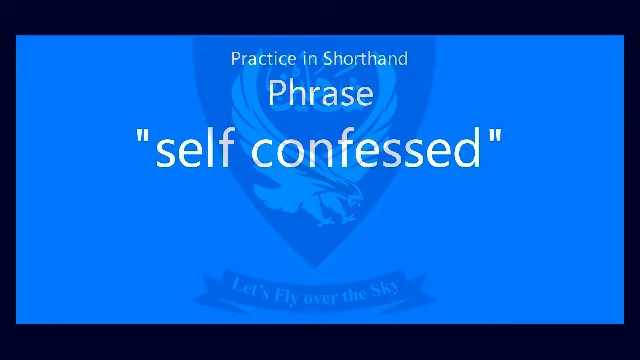 Practice in Shorthand
Phrase
"self confessed"
Let's Fly over the Sky